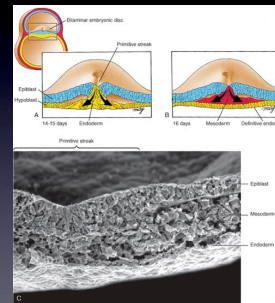 Bilaminar embryonic disc
Primitive streak
Epiblast
Hypoblast
A
B
14-15 days
Endoderm
16 days
Mesoderm
Definitive endo
Primitive streak
Epiblast
Mesoderm
Endoderm
C